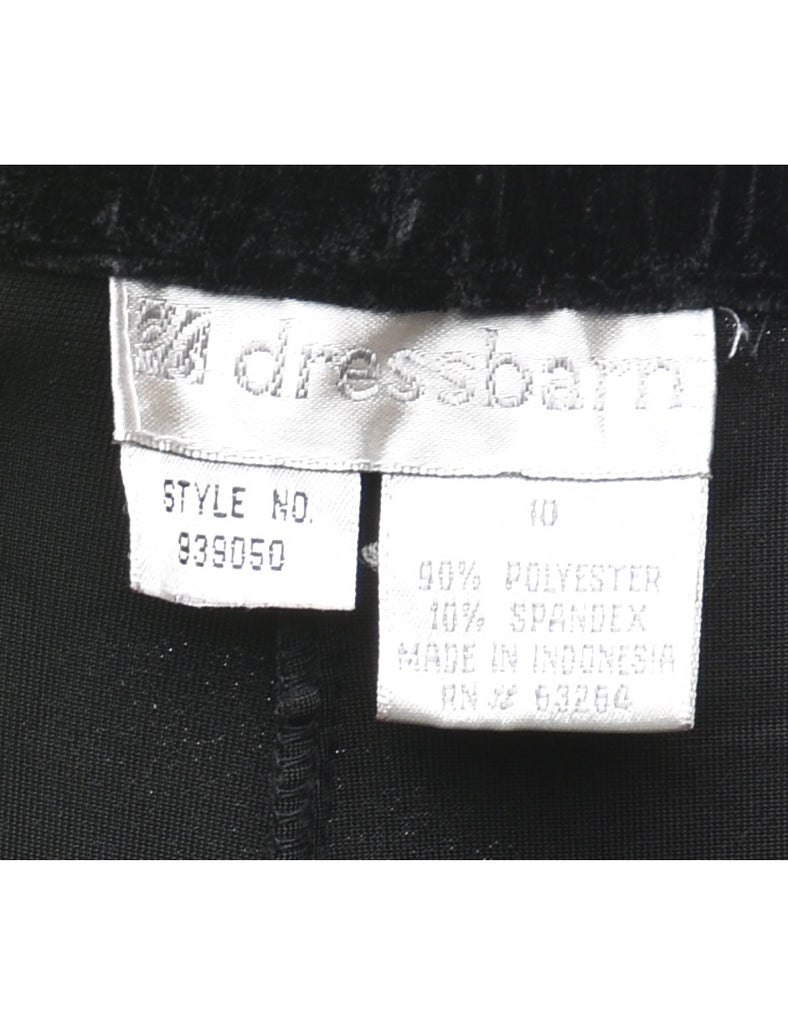 dressbarn
STYLE NO.
939050
10
90% POLYESTER
10% SPANDEX
MADE IN INDONESIA
RN # 63264